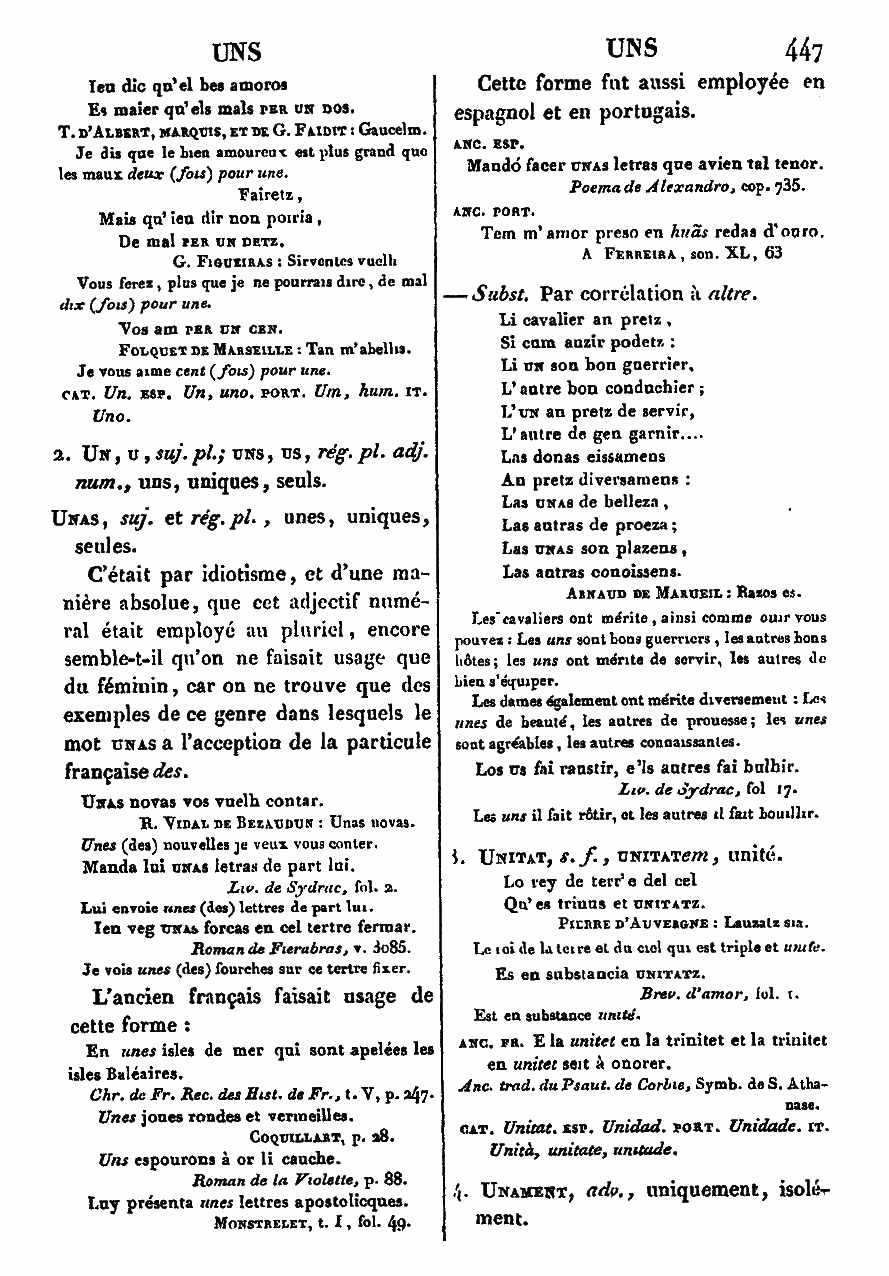 UNS
UNS 447
Ieu dic qu'el bes amoros
Es maier qu'els mals PER UN DOS.
T. D'ALBERT, MARQUIS, ET DE G. FAIDIT : Gaucelm.
Je dis que le bien amoureux est plus grand que
les maux deux (fois) pour une.
Fairetz,
Mais qu'ieu dir non poiria,
De mal PER UN DETZ.
G. FIGUEIRAS : Sirventes vuelh
Vous ferez, plus que je ne pourrais dire, de mal
dix (fois) pour une.
Vos am PER UN CEN.
FOLQUET DE MARSEILLE : Tan m'abellis.
Je vous aime cent (fois) pour une.
CAT. Un. ESP. Un, uno. PORT. Um, hum. IT.
Uno.
2. UN, U, suj. pl.; UNS, US, rég. pl. adj.
num., uns, uniques, seuls.
UNAS, suj. et rég. pl., unes, uniques,
seules.
C'était par idiotisme, et d'une ma-
nière absolue, que cet adjectif numé-
ral était employé au pluriel, encore
semble-t-il qu'on ne faisait usage que
du féminin, car on ne trouve que des
exemples de ce genre dans lesquels le
mot UNAS a l'acception de la particule
française des.
UNAS novas vos vuelh contar.
R. VIDAL DE BEZAUDUN : Unas novas.
Unes (des) nouvelles je veux vous conter.
Manda lui UNAS letras de part lui.
Liv. de Sydrac, fol. 2.
Lui envoie unes (des) lettres de part lui.
Ieu veg UNAS forcas en cel tertre fermar.
Roman de Fierabras, v. 3085.
Je vois unes (des) fourches sur ce tertre fixer.
L'ancien français faisait usage de
cette forme :
En unes isles de mer qui sont apelées les
isles Baléaires.
Chr. de Fr. Rec. des Hist. de Fr., t. V, p. 247.
Unes joues rondes et vermeilles.
COQUILLART, p. 28.
Uns espourons à or li cauche.
Roman de la Violette, p. 88.
Luy présenta unes lettres apostolicques.
MONSTRELET, t. I, fol. 49.
Cette forme fut aussi employée en
espagnol et en portugais.
ANC. ESP.
Mandó facer UNAS letras que avien tal tenor.
Poema de Alexandro, cop. 735.
ANC. PORT.
Tem m'amor preso en huãs redas d'ouro.
A FERREIRA, son. XL, 63
— Subst. Par corrélation à altre.
Li cavalier an pretz,
Si cum auzir podetz :
Li UN son bon guerrier,
L'autre bon conduchier;
L'UN an pretz de servir,
L'autre de gen garnir....
Las donas eissamens
An pretz diversamens :
Las UNAS de belleza,
Las autras de proeza;
Las UNAS son plazens,
Las autras conoissens.
ARNAUD DE MARUEIL : Razos es.
Les cavaliers ont mérite, ainsi comme ouir vous
pouvez : Les uns sont bons guerriers, les autres bons
hôtes; les uns ont mérite de servir, les autres de
bien s'équiper.
Les dames également ont mérite diversement : Les
unes de beauté, les autres de prouesse; les unes
sont agréables, les autres connaissantes.
Los US fai raustir, e'ls autres fai bulhir.
Liv. de Sydrac, fol 17.
Les uns il fait rôtir, et les autres il fait bouillir.
3. UNITAT, s. f., UNITATem, unité.
Lo rey de terr'e del cel
Qu'es trinus et UNITATZ.
PIERRE D'AUVERGNE : Lauzatz sia.
Le roi de la terre et du ciel qui est triple et unité.
Es en substancia UNITATZ.
Brev. d'amor, fol. 1.
Est en substance unité.
ANC. FR. E la unitet en la trinitet et la trinitet
en unitet seit à onorer.
Anc. trad. du Psaut. de Corbie, Symb. de S. Atha-
nase.
CAT. Unitat. ESP. Unidad. PORT. Unidade. IT.
Unità, unitate, unitade.
4. UNAMENT, adv., uniquement, isolé-
ment.